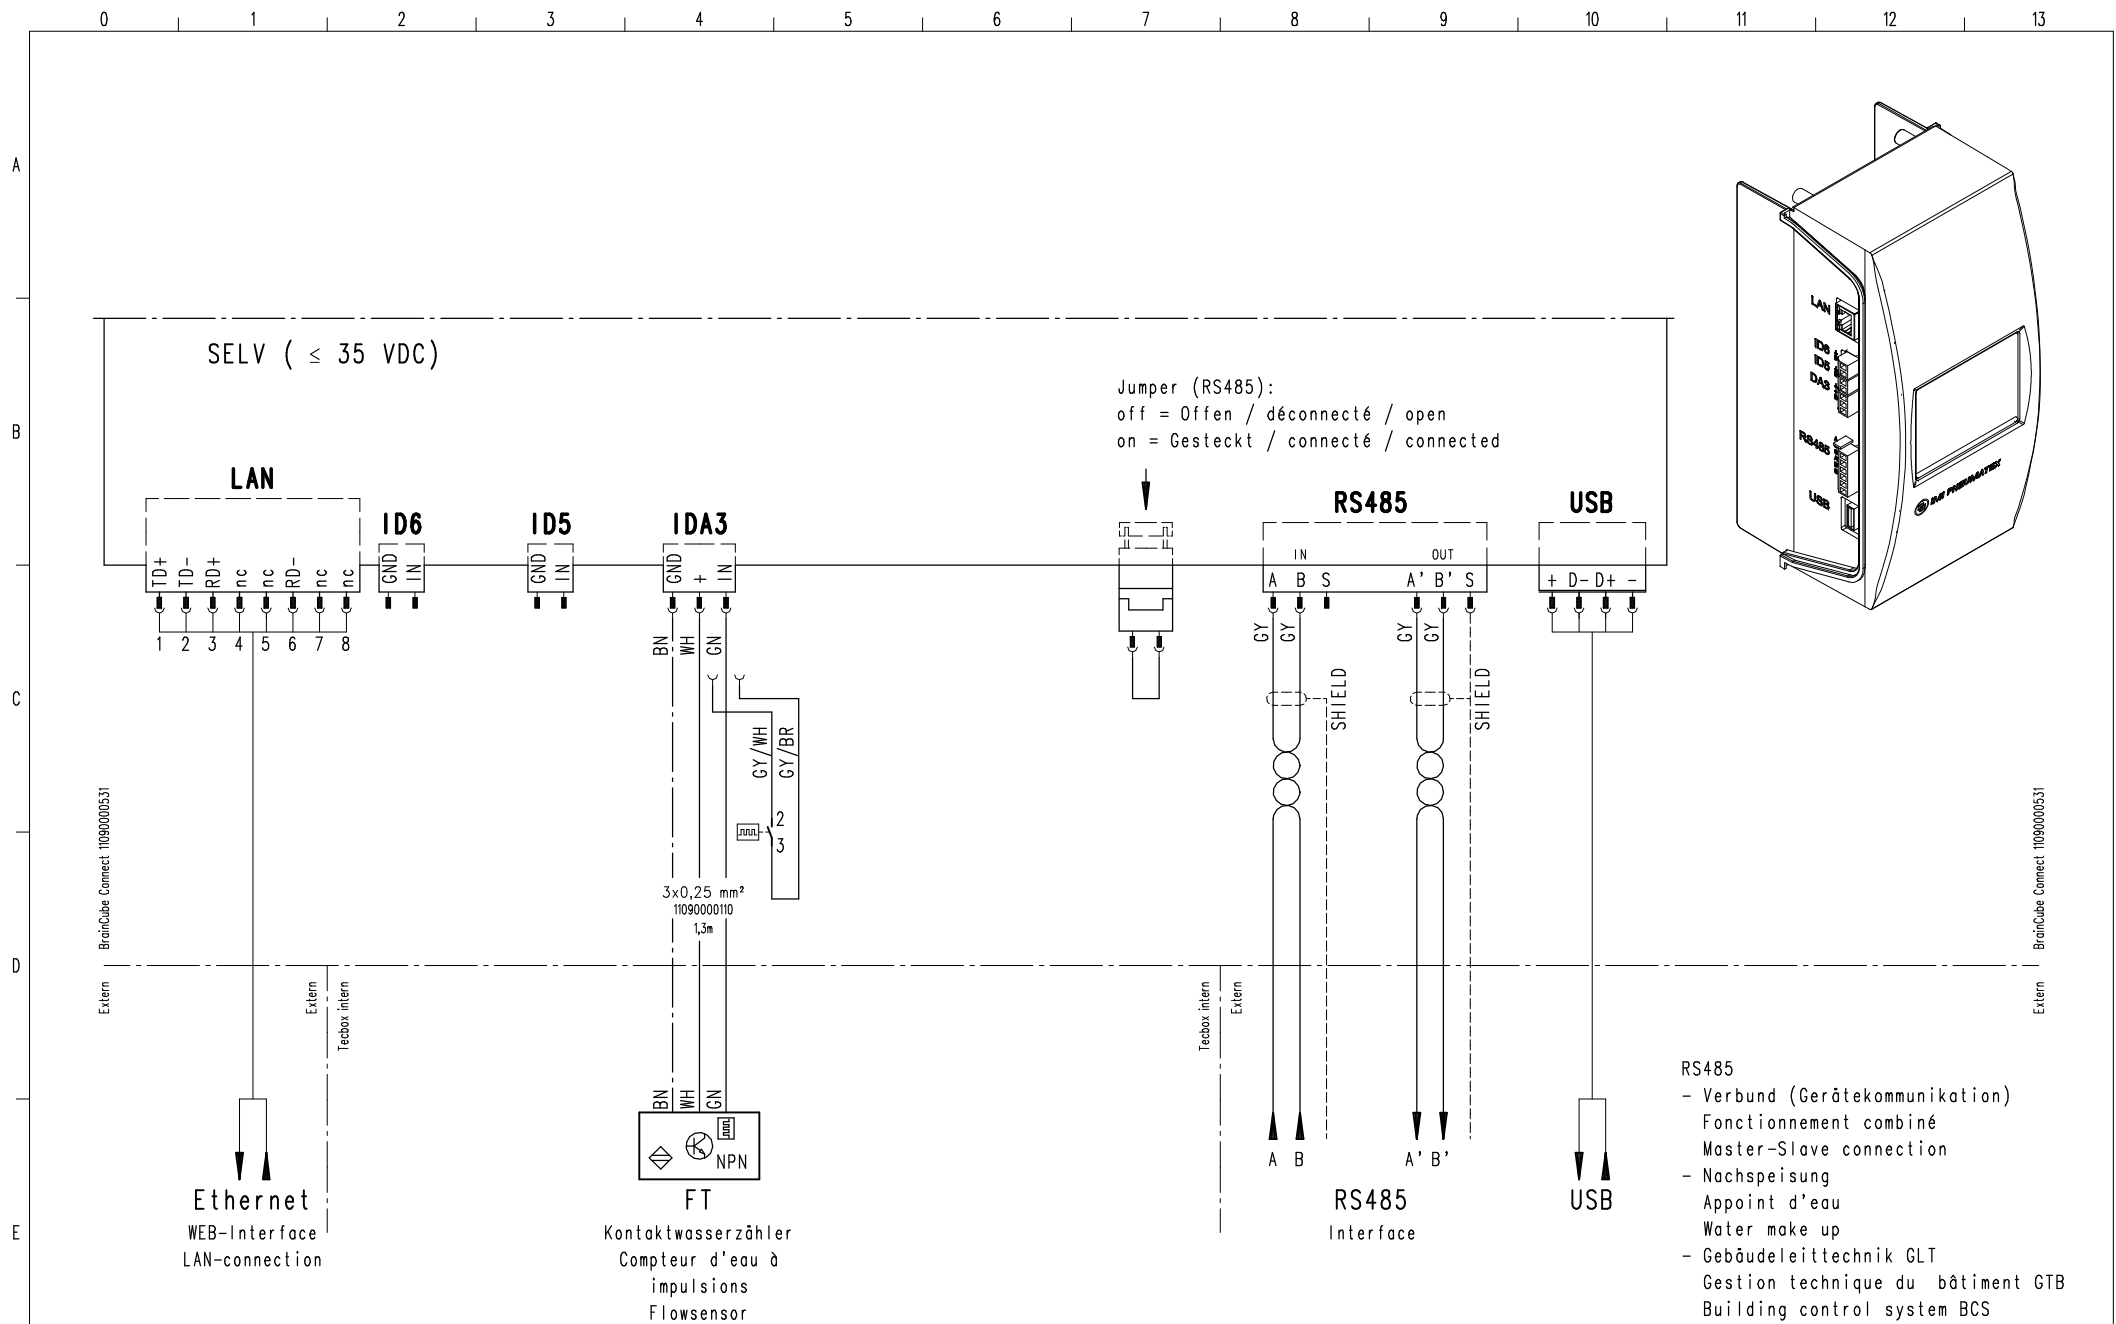 0 1 2 3 4 5 6 7 8 9 10 11 12 13
A
B
C
D
E
SELV ( ≤ 35 VDC)
Jumper (RS485):
off = Offen / déconnecté / open
on = Gesteckt / connecté / connected
LAN
TD+ TD- RD+ nc nc RD- nc nc
1 2 3 4 5 6 7 8
ID6
GND IN
ID5
GND IN
IDA3
GND + IN
BN WH GN
GY/WH GY/BR
2
3
3x0,25 mm²
11090000110
1,3m
RS485
IN OUT
A B S A' B' S
GY GY GY GY
SHIELD SHIELD
USB
+ D- D+ -
LAN
ID6
ID5
DA3
RS485
USB
IMI PNEUMATEX
BrainCube Connect 1109000531
BrainCube Connect 1109000531
Extern
Extern
Tecbox intern
Tecbox intern
Extern
Extern
BN WH GN
NPN
FT
Kontaktwasserzähler
Compteur d'eau à
impulsions
Flowsensor
Ethernet
WEB-Interface
LAN-connection
A B A' B'
RS485
Interface
USB
RS485
- Verbund (Gerätekommunikation)
Fonctionnement combiné
Master-Slave connection
- Nachspeisung
Appoint d'eau
Water make up
- Gebäudeleittechnik GLT
Gestion technique du bâtiment GTB
Building control system BCS